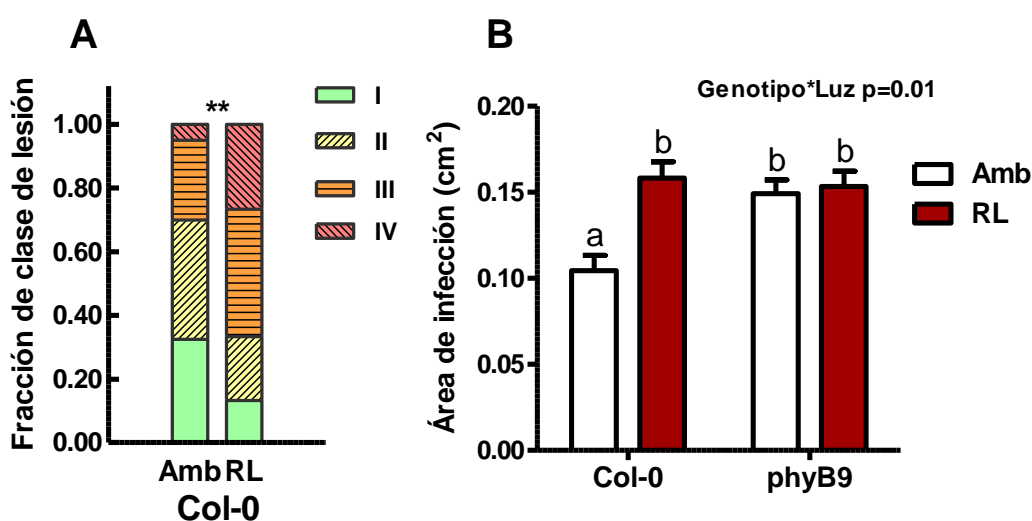 A
Fracción de clase de lesión
1.00
0.80
0.60
0.40
0.20
0.00
**
I
II
III
IV
Amb RL
Col-0
B
Genotipo*Luz p=0.01
Área de infección (cm²)
0.20
0.15
0.10
0.05
0.00
a
b
b
b
Amb
RL
Col-0
phyB9